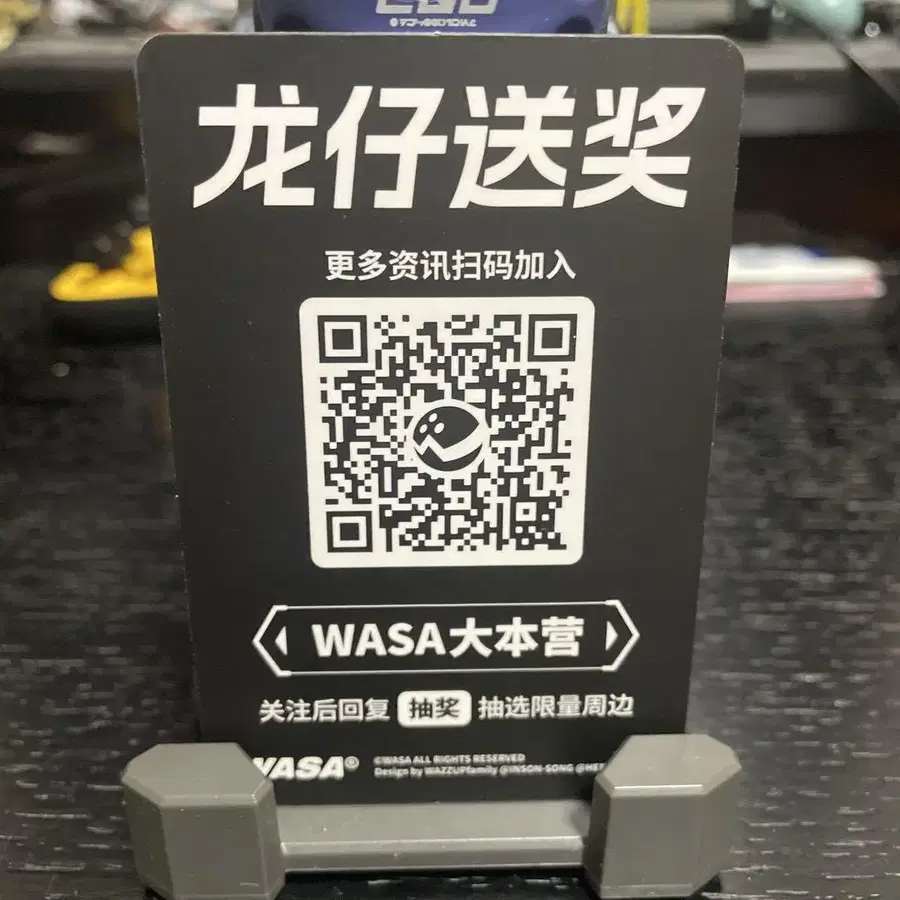 龙仔送奖
更多资讯扫码加入
WASA大本营
关注后回复 抽奖 抽选限量周边
WASA®
©WASA ALL RIGHTS RESERVED
Design by WAZZUPfamily @INSON-SONG